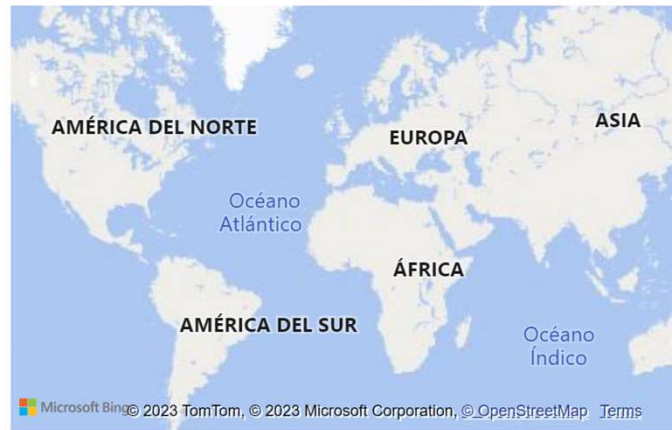 AMÉRICA DEL NORTE
EUROPA
ASIA
Océano
Atlántico
ÁFRICA
AMÉRICA DEL SUR
Océano
Índico
Microsoft Bing
© 2023 TomTom, © 2023 Microsoft Corporation, © OpenStreetMap Terms